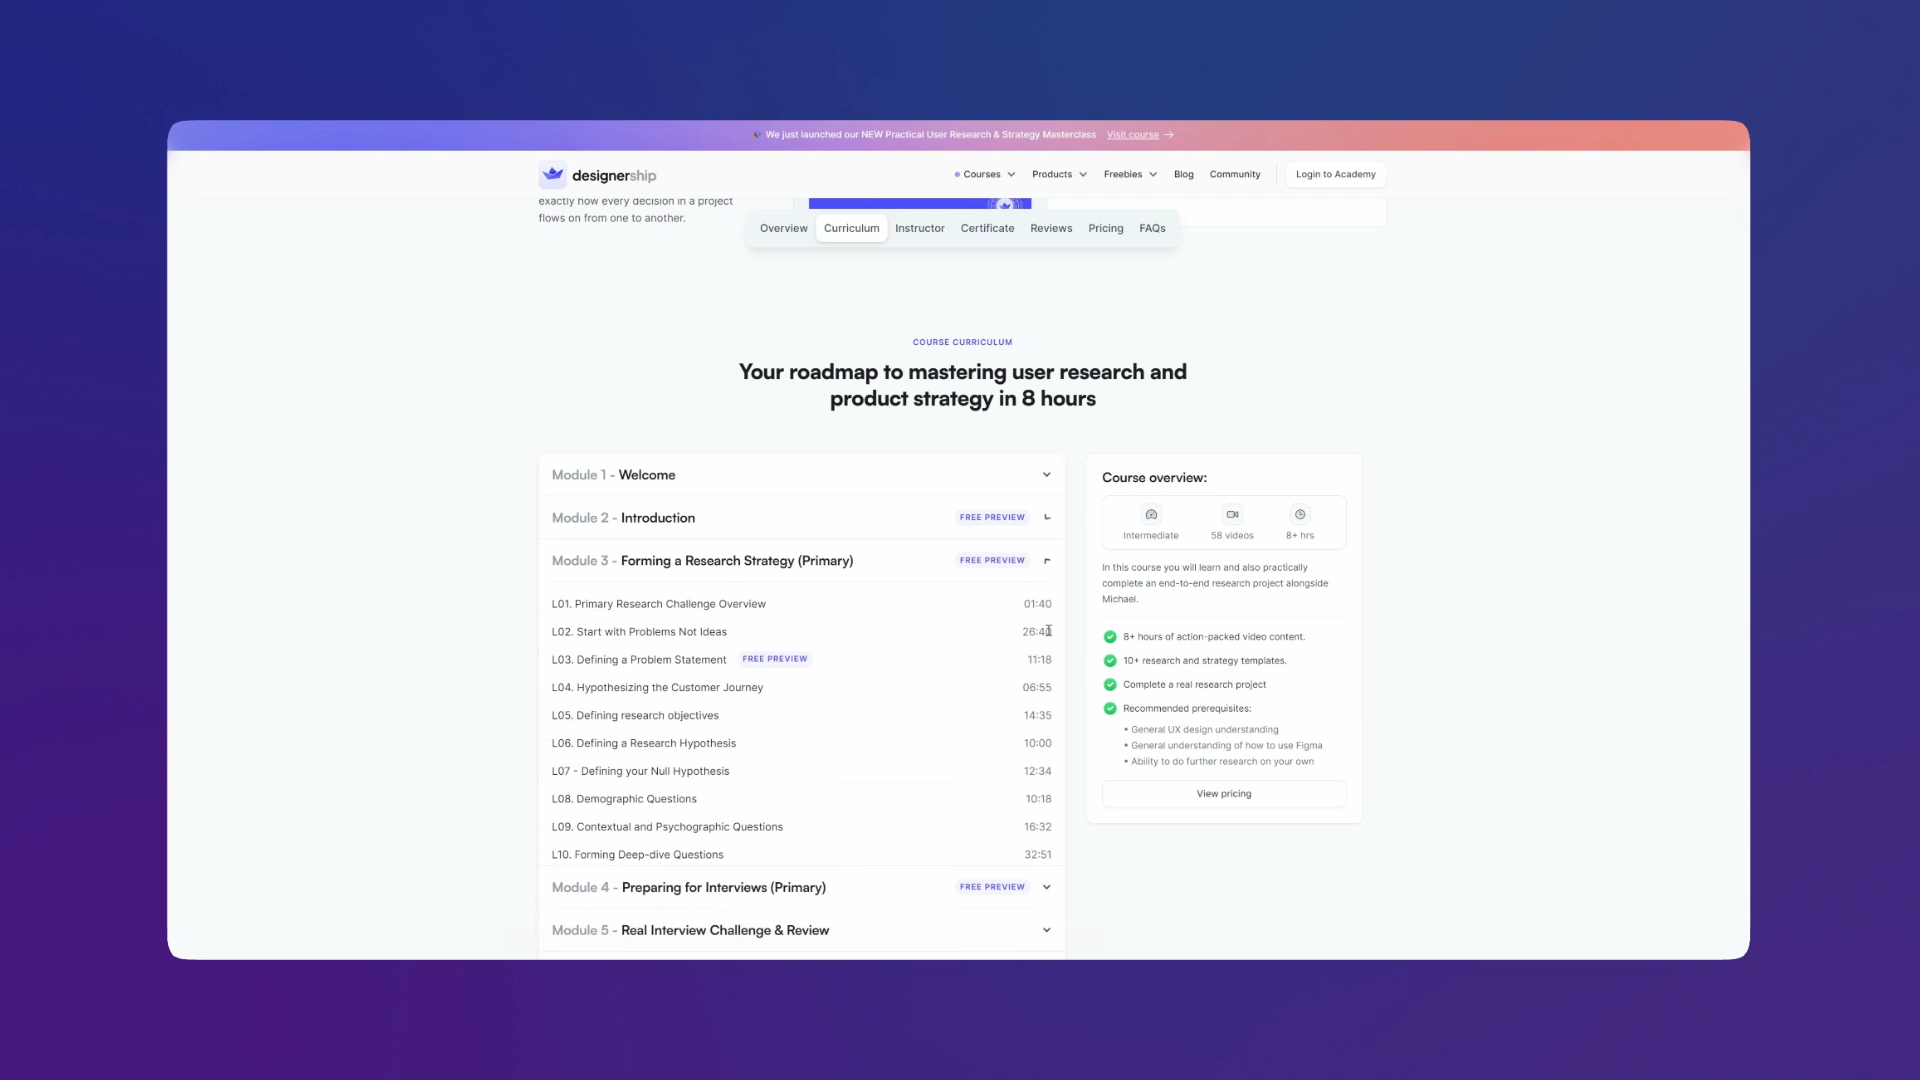 We just launched our NEW Practical User Research & Strategy Masterclass Visit course →
designership
Courses Products Freebies Blog Community Login to Academy
exactly how every decision in a project
flows on from one to another.
Overview Curriculum Instructor Certificate Reviews Pricing FAQs
COURSE CURRICULUM
Your roadmap to mastering user research and
product strategy in 8 hours
Module 1 - Welcome
Module 2 - Introduction FREE PREVIEW
Module 3 - Forming a Research Strategy (Primary) FREE PREVIEW
L01. Primary Research Challenge Overview 01:40
L02. Start with Problems Not Ideas
L03. Defining a Problem Statement FREE PREVIEW 11:18
L04. Hypothesizing the Customer Journey 06:55
L05. Defining research objectives 14:35
L06. Defining a Research Hypothesis 10:00
L07 - Defining your Null Hypothesis 12:34
L08. Demographic Questions 10:18
L09. Contextual and Psychographic Questions 16:32
L10. Forming Deep-dive Questions 32:51
Module 4 - Preparing for Interviews (Primary) FREE PREVIEW
Module 5 - Real Interview Challenge & Review
Course overview:
Intermediate 58 videos 8+ hrs
In this course you will learn and also practically
complete an end-to-end research project alongside
Michael.
8+ hours of action-packed video content.
10+ research and strategy templates.
Complete a real research project
Recommended prerequisites:
• General UX design understanding
• General understanding of how to use Figma
• Ability to do further research on your own
View pricing